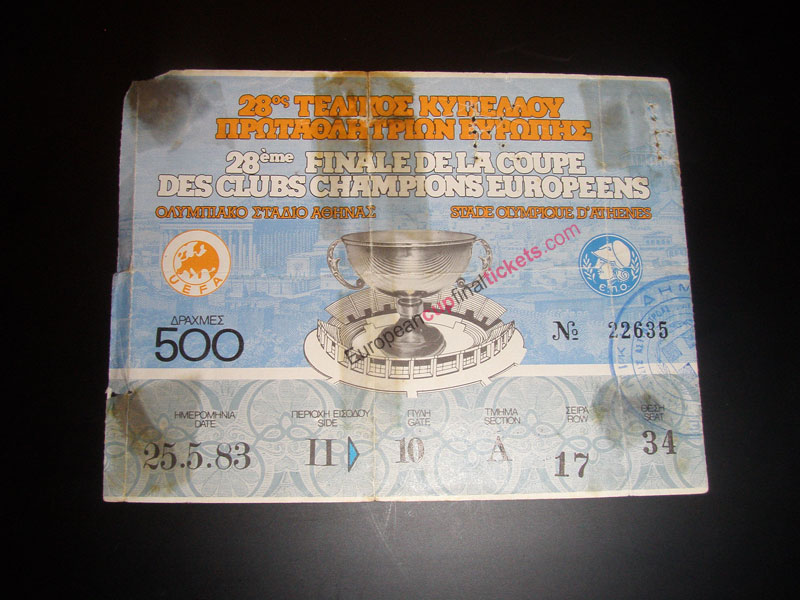 28ος ΤΕΛΙΚΟΣ ΚΥΠΕΛΛΟΥ
ΠΡΩΤΑΘΛΗΤΡΙΩΝ ΕΥΡΩΠΗΣ
28ème FINALE DE LA COUPE
DES CLUBS CHAMPIONS EUROPEENS
ΟΛΥΜΠΙΑΚΟ ΣΤΑΔΙΟ ΑΘΗΝΑΣ STADE OLYMPIQUE D'ATHENES
UEFA
ΕΠΟ
Europeancupfinaltickets.com
ΔΡΑΧΜΕΣ
500
№ 22635
ΗΜΕΡΟΜΗΝΙΑ ΠΕΡΙΟΧΗ ΕΙΣΟΔΟΥ ΠΥΛΗ ΤΜΗΜΑ ΣΕΙΡΑ ΘΕΣΗ
DATE SIDE GATE SECTION ROW SEAT
25.5.83 II 10 A 17 34